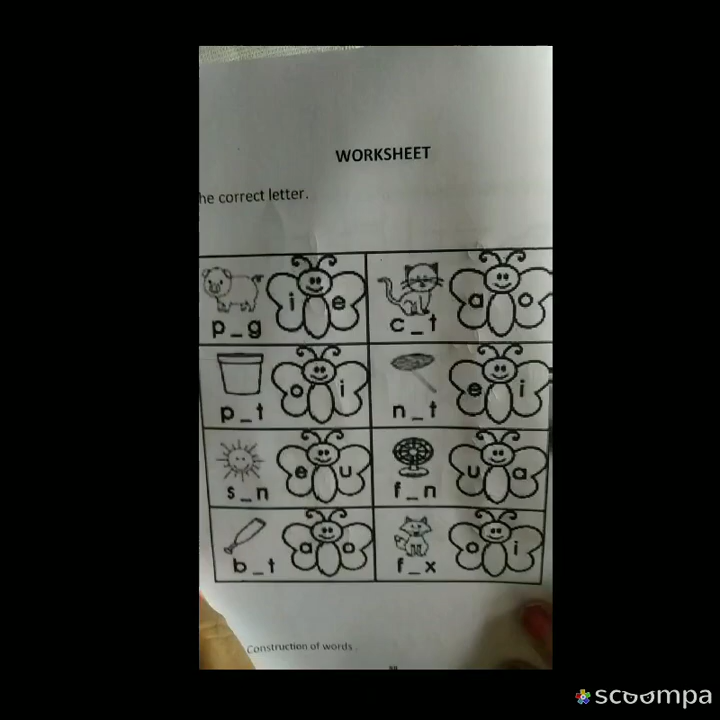 WORKSHEET
he correct letter.
i e
a o
p_g
c_t
o i
e i
p_t
n_t
e u
u a
s_n
f_n
a o
o i
b_t
f_x
Construction of words.
scoompa